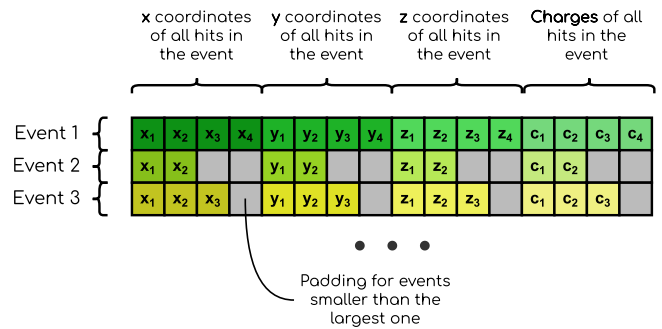 x coordinates
of all hits in
the event
y coordinates
of all hits in
the event
z coordinates
of all hits in
the event
Charges of all
hits in the
event
Event 1
x₁ x₂ x₃ x₄ y₁ y₂ y₃ y₄ z₁ z₂ z₃ z₄ c₁ c₂ c₃ c₄
Event 2
x₁ x₂ y₁ y₂ z₁ z₂ c₁ c₂
Event 3
x₁ x₂ x₃ y₁ y₂ y₃ z₁ z₂ z₃ c₁ c₂ c₃
Padding for events
smaller than the
largest one